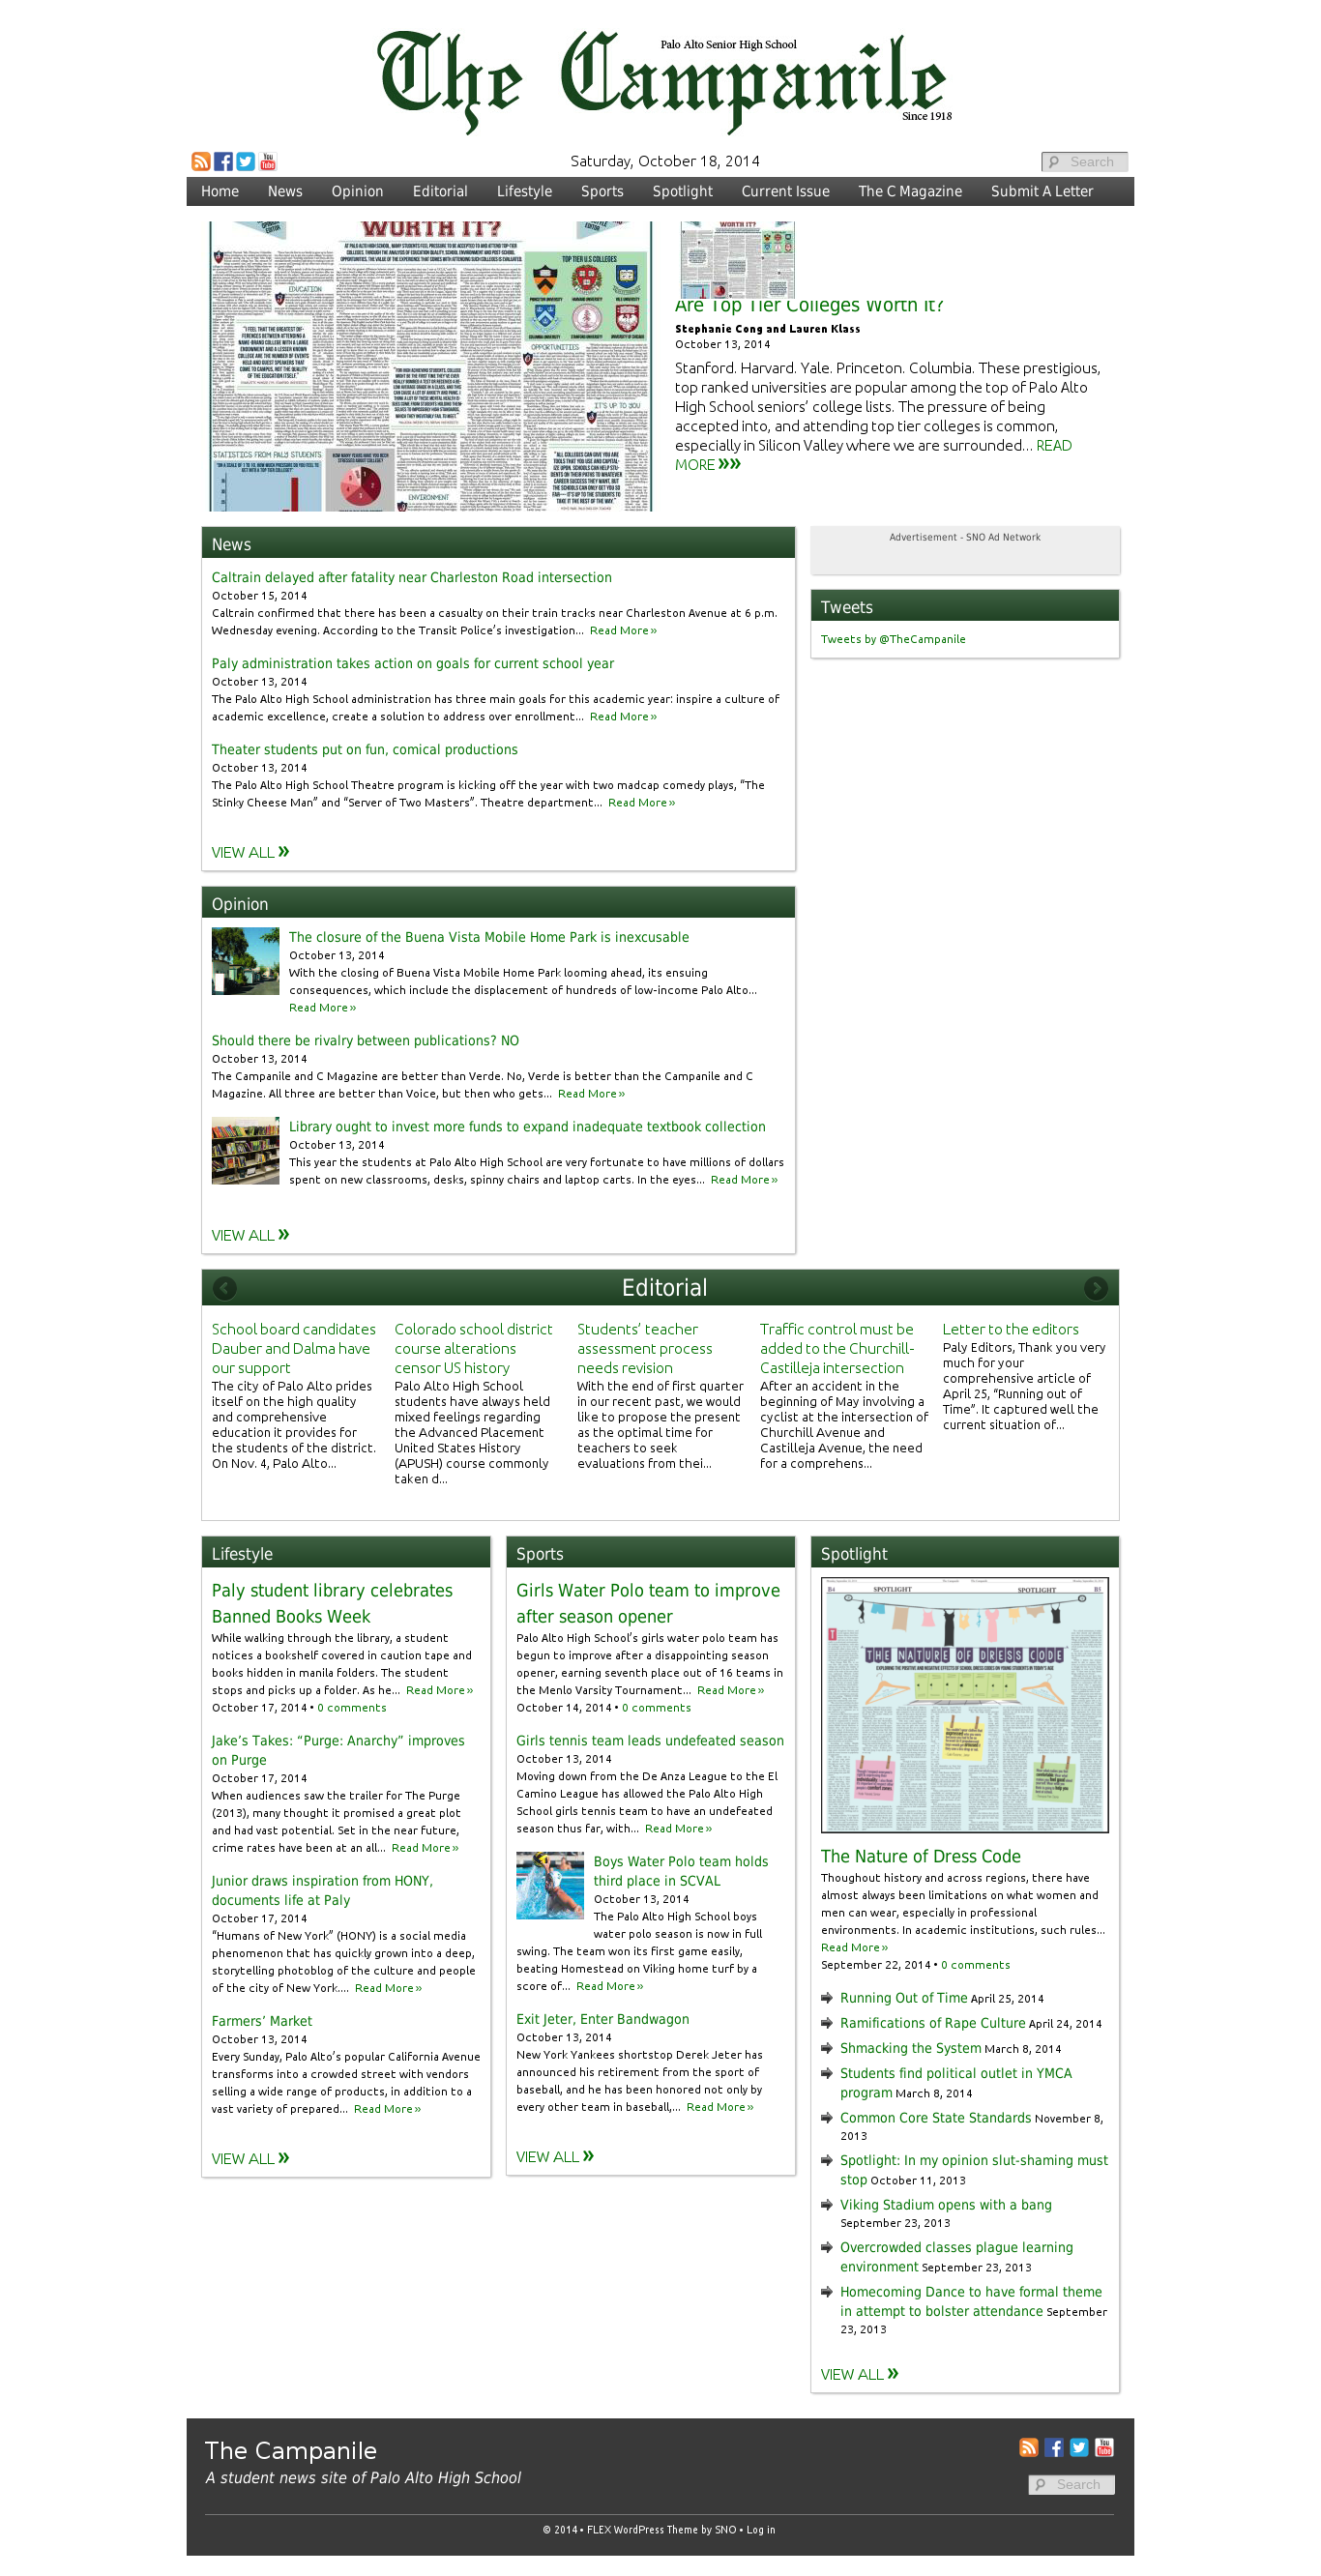 The Campanile
Palo Alto Senior High School
Since 1918
Saturday, October 18, 2014
Search
Home News Opinion Editorial Lifestyle Sports Spotlight Current Issue The C Magazine Submit A Letter
WORTH IT?
EDUCATION
TOP TIER U.S COLLEGES
OPPORTUNITIES
IT'S UP TO YOU
STATISTICS FROM PALY STUDENTS
ENVIRONMENT
WORTH IT?
Are Top Tier Colleges Worth It?
Stephanie Cong and Lauren Klass
October 13, 2014
Stanford. Harvard. Yale. Princeton. Columbia. These prestigious,
top ranked universities are popular among the top of Palo Alto
High School seniors’ college lists. The pressure of being
accepted into, and attending top tier colleges is common,
especially in Silicon Valley where we are surrounded... READ
MORE »»
News
Caltrain delayed after fatality near Charleston Road intersection
October 15, 2014
Caltrain confirmed that there has been a casualty on their train tracks near Charleston Avenue at 6 p.m.
Wednesday evening. According to the Transit Police’s investigation... Read More »
Paly administration takes action on goals for current school year
October 13, 2014
The Palo Alto High School administration has three main goals for this academic year: inspire a culture of
academic excellence, create a solution to address over enrollment... Read More »
Theater students put on fun, comical productions
October 13, 2014
The Palo Alto High School Theatre program is kicking off the year with two madcap comedy plays, “The
Stinky Cheese Man” and “Server of Two Masters”. Theatre department... Read More »
VIEW ALL »
Advertisement - SNO Ad Network
Tweets
Tweets by @TheCampanile
Opinion
The closure of the Buena Vista Mobile Home Park is inexcusable
October 13, 2014
With the closing of Buena Vista Mobile Home Park looming ahead, its ensuing
consequences, which include the displacement of hundreds of low-income Palo Alto...
Read More »
Should there be rivalry between publications? NO
October 13, 2014
The Campanile and C Magazine are better than Verde. No, Verde is better than the Campanile and C
Magazine. All three are better than Voice, but then who gets... Read More »
Library ought to invest more funds to expand inadequate textbook collection
October 13, 2014
This year the students at Palo Alto High School are very fortunate to have millions of dollars
spent on new classrooms, desks, spinny chairs and laptop carts. In the eyes... Read More »
VIEW ALL »
Editorial
School board candidates
Dauber and Dalma have
our support
The city of Palo Alto prides
itself on the high quality
and comprehensive
education it provides for
the students of the district.
On Nov. 4, Palo Alto...
Colorado school district
course alterations
censor US history
Palo Alto High School
students have always held
mixed feelings regarding
the Advanced Placement
United States History
(APUSH) course commonly
taken d...
Students’ teacher
assessment process
needs revision
With the end of first quarter
in our recent past, we would
like to propose the present
as the optimal time for
teachers to seek
evaluations from thei...
Traffic control must be
added to the Churchill-
Castilleja intersection
After an accident in the
beginning of May involving a
cyclist at the intersection of
Churchill Avenue and
Castilleja Avenue, the need
for a comprehens...
Letter to the editors
Paly Editors, Thank you very
much for your
comprehensive article of
April 25, “Running out of
Time”. It captured well the
current situation of...
Lifestyle
Paly student library celebrates
Banned Books Week
While walking through the library, a student
notices a bookshelf covered in caution tape and
books hidden in manila folders. The student
stops and picks up a folder. As he... Read More »
October 17, 2014 • 0 comments
Jake’s Takes: “Purge: Anarchy” improves
on Purge
October 17, 2014
When audiences saw the trailer for The Purge
(2013), many thought it promised a great plot
and had vast potential. Set in the near future,
crime rates have been at an all... Read More »
Junior draws inspiration from HONY,
documents life at Paly
October 17, 2014
“Humans of New York” (HONY) is a social media
phenomenon that has quickly grown into a deep,
storytelling photoblog of the culture and people
of the city of New York.... Read More »
Farmers’ Market
October 13, 2014
Every Sunday, Palo Alto’s popular California Avenue
transforms into a crowded street with vendors
selling a wide range of products, in addition to a
vast variety of prepared... Read More »
VIEW ALL »
Sports
Girls Water Polo team to improve
after season opener
Palo Alto High School’s girls water polo team has
begun to improve after a disappointing season
opener, earning seventh place out of 16 teams in
the Menlo Varsity Tournament... Read More »
October 14, 2014 • 0 comments
Girls tennis team leads undefeated season
October 13, 2014
Moving down from the De Anza League to the El
Camino League has allowed the Palo Alto High
School girls tennis team to have an undefeated
season thus far, with... Read More »
Boys Water Polo team holds
third place in SCVAL
October 13, 2014
The Palo Alto High School boys
water polo season is now in full
swing. The team won its first game easily,
beating Homestead on Viking home turf by a
score of... Read More »
Exit Jeter, Enter Bandwagon
October 13, 2014
New York Yankees shortstop Derek Jeter has
announced his retirement from the sport of
baseball, and he has been honored not only by
every other team in baseball,... Read More »
VIEW ALL »
Spotlight
B4 SPOTLIGHT SPOTLIGHT B5
THE NATURE OF DRESS CODE
The Nature of Dress Code
Thoughout history and across regions, there have
almost always been limitations on what women and
men can wear, especially in professional
environments. In academic institutions, such rules...
Read More »
September 22, 2014 • 0 comments
Running Out of Time April 25, 2014
Ramifications of Rape Culture April 24, 2014
Shmacking the System March 8, 2014
Students find political outlet in YMCA
program March 8, 2014
Common Core State Standards November 8,
2013
Spotlight: In my opinion slut-shaming must
stop October 11, 2013
Viking Stadium opens with a bang
September 23, 2013
Overcrowded classes plague learning
environment September 23, 2013
Homecoming Dance to have formal theme
in attempt to bolster attendance September
23, 2013
VIEW ALL »
The Campanile
A student news site of Palo Alto High School
Search
© 2014 • FLEX WordPress Theme by SNO • Log in